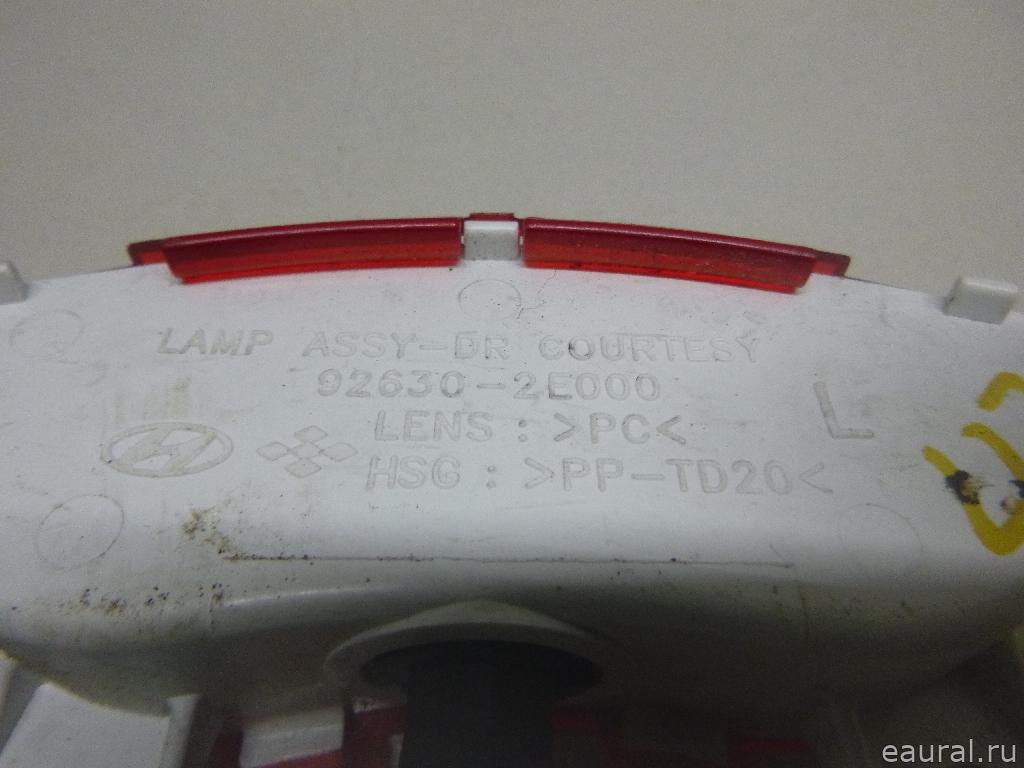 LAMP ASSY-DR COURTESY
92630-2E000
LENS : >PC<
L
HSG : >PP-TD20<
eaural.ru